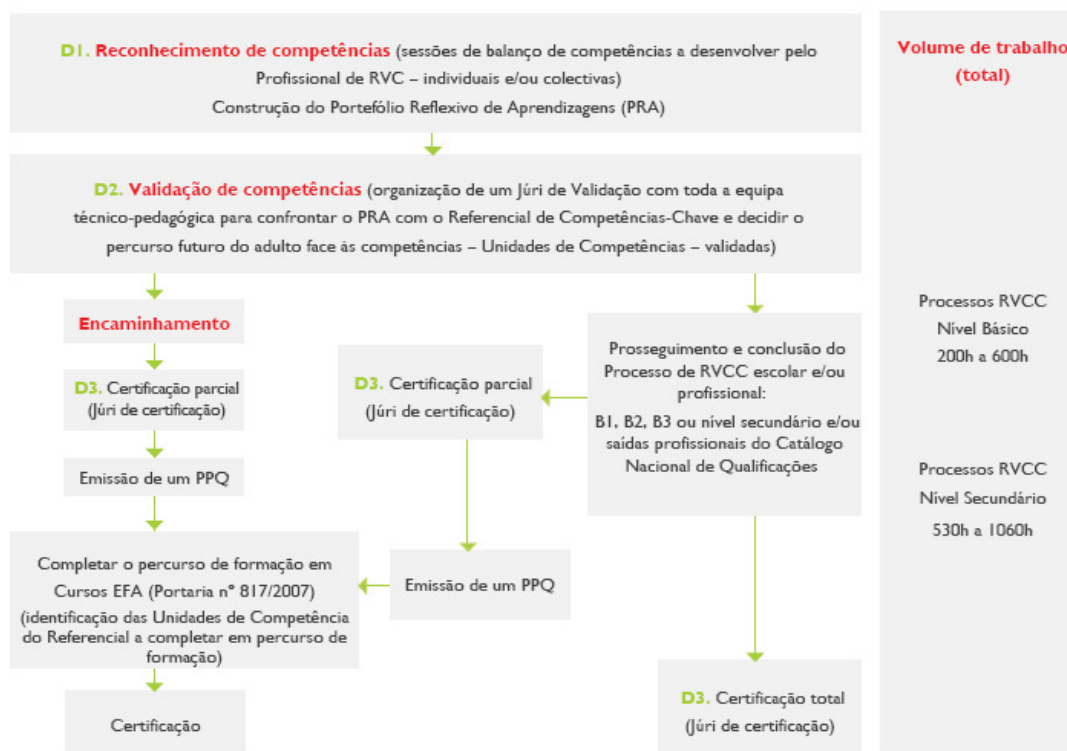 D1. Reconhecimento de competências (sessões de balanço de competências a desenvolver pelo
Profissional de RVC – individuais e/ou colectivas)
Construção do Portefólio Reflexivo de Aprendizagens (PRA)
D2. Validação de competências (organização de um Júri de Validação com toda a equipa
técnico-pedagógica para confrontar o PRA com o Referencial de Competências-Chave e decidir o
percurso futuro do adulto face às competências – Unidades de Competências – validadas)
Encaminhamento
D3. Certificação parcial
(Júri de certificação)
Emissão de um PPQ
Completar o percurso de formação em
Cursos EFA (Portaria nº 817/2007)
(identificação das Unidades de Competência
do Referencial a completar em percurso de
formação)
Certificação
D3. Certificação parcial
(Júri de certificação)
Emissão de um PPQ
Prosseguimento e conclusão do
Processo de RVCC escolar e/ou
profissional:
B1, B2, B3 ou nível secundário e/ou
saídas profissionais do Catálogo
Nacional de Qualificações
D3. Certificação total
(Júri de certificação)
Volume de trabalho
(total)
Processos RVCC
Nível Básico
200h a 600h
Processos RVCC
Nível Secundário
530h a 1060h